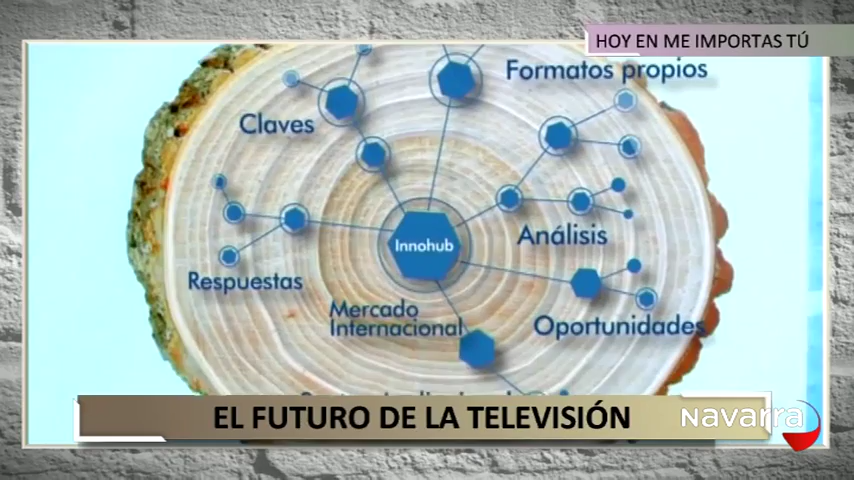 HOY EN ME IMPORTAS TÚ
Formatos propios
Claves
Innohub
Análisis
Respuestas
Mercado
Internacional
Oportunidades
EL FUTURO DE LA TELEVISIÓN
Navarra